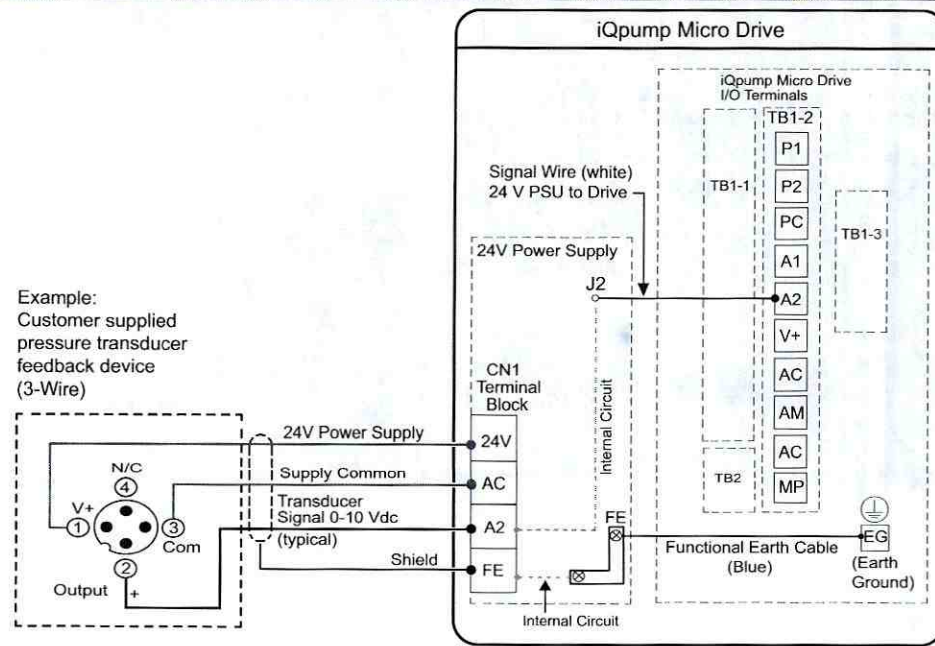 iQpump Micro Drive
iQpump Micro Drive
I/O Terminals
TB1-2
P1
P2
PC
A1
A2
V+
AC
AM
AC
MP
TB1-1
TB1-3
TB2
Signal Wire (white)
24 V PSU to Drive
24V Power Supply
J2
Internal Circuit
CN1
Terminal
Block
24V
AC
A2
FE
FE
Internal Circuit
Functional Earth Cable
(Blue)
EG
(Earth
Ground)
Example:
Customer supplied
pressure transducer
feedback device
(3-Wire)
24V Power Supply
Supply Common
Transducer
Signal 0-10 Vdc
(typical)
Shield
N/C
4
V+
1
3
Com
2
Output
+